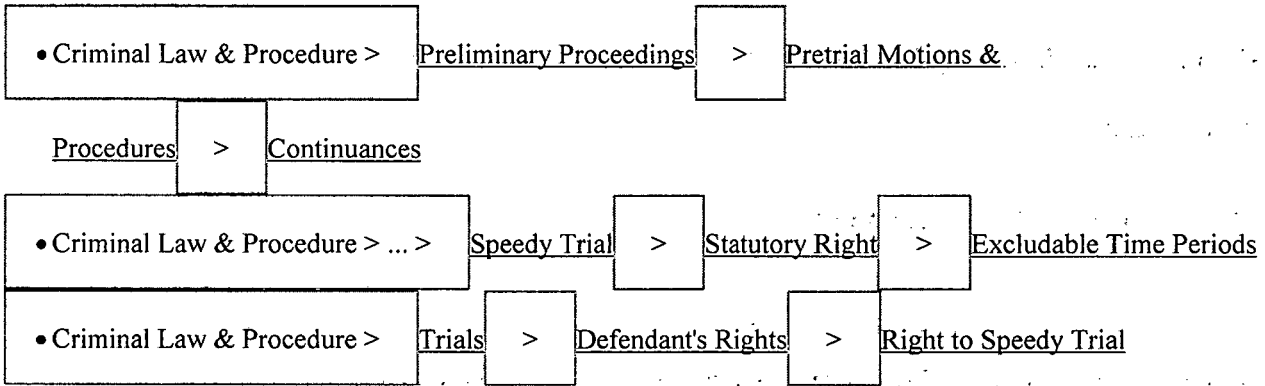 • Criminal Law & Procedure > Preliminary Proceedings > Pretrial Motions &
Procedures > Continuances
• Criminal Law & Procedure > ... > Speedy Trial > Statutory Right > Excludable Time Periods
• Criminal Law & Procedure > Trials > Defendant's Rights > Right to Speedy Trial